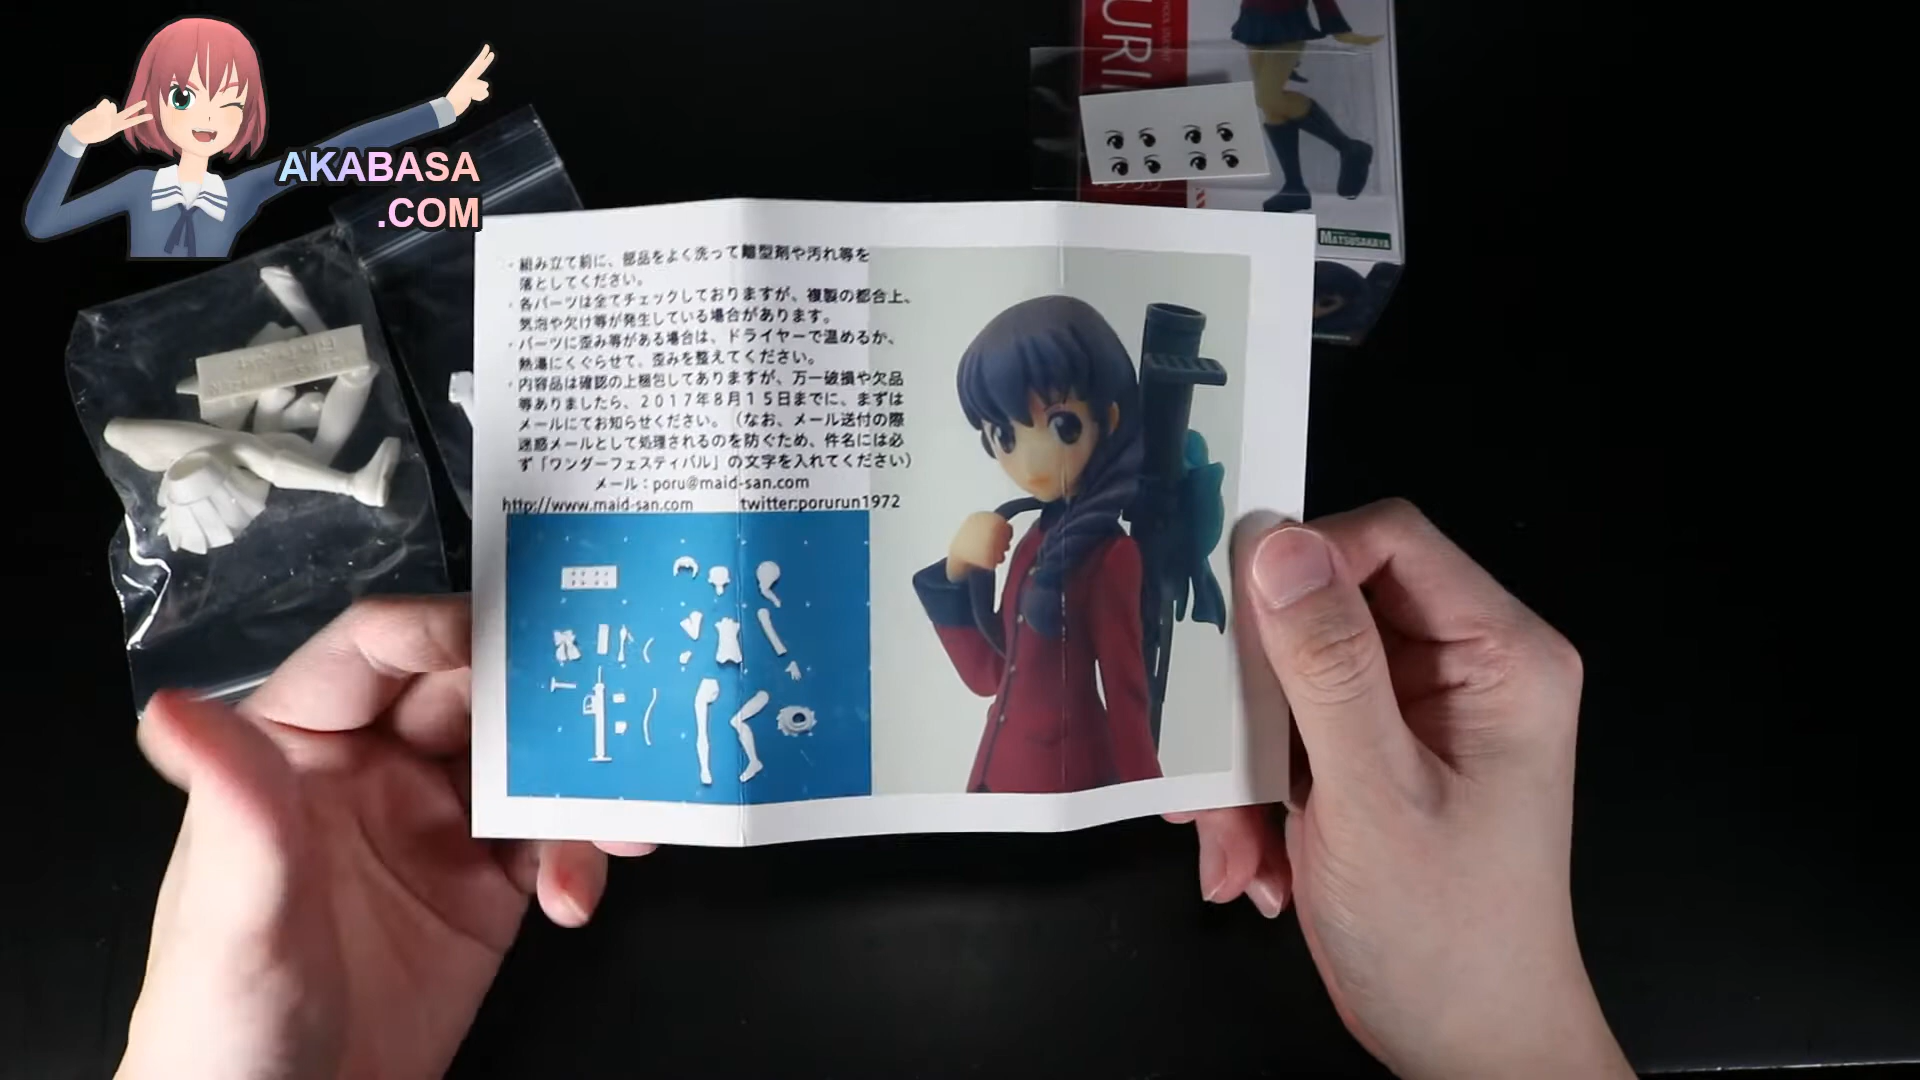 AKABASA
.COM
URI
MATSUSAKAYA
・組み立て前に、部品をよく洗って離型剤や汚れ等を
落としてください。
・各パーツは全てチェックしておりますが、複製の都合上、
気泡や欠け等が発生している場合があります。
・パーツに歪み等がある場合は、ドライヤーで温めるか、
熱湯にくぐらせて、歪みを整えてください。
・内容品は確認の上梱包してありますが、万一破損や欠品
等ありましたら、2017年8月15日までに、まずは
メールにてお知らせください。（なお、メール送付の際
迷惑メールとして処理されるのを防ぐため、件名には必
ず「ワンダーフェスティバル」の文字を入れてください）
メール：poru@maid-san.com
http://www.maid-san.com twitter:porurun1972